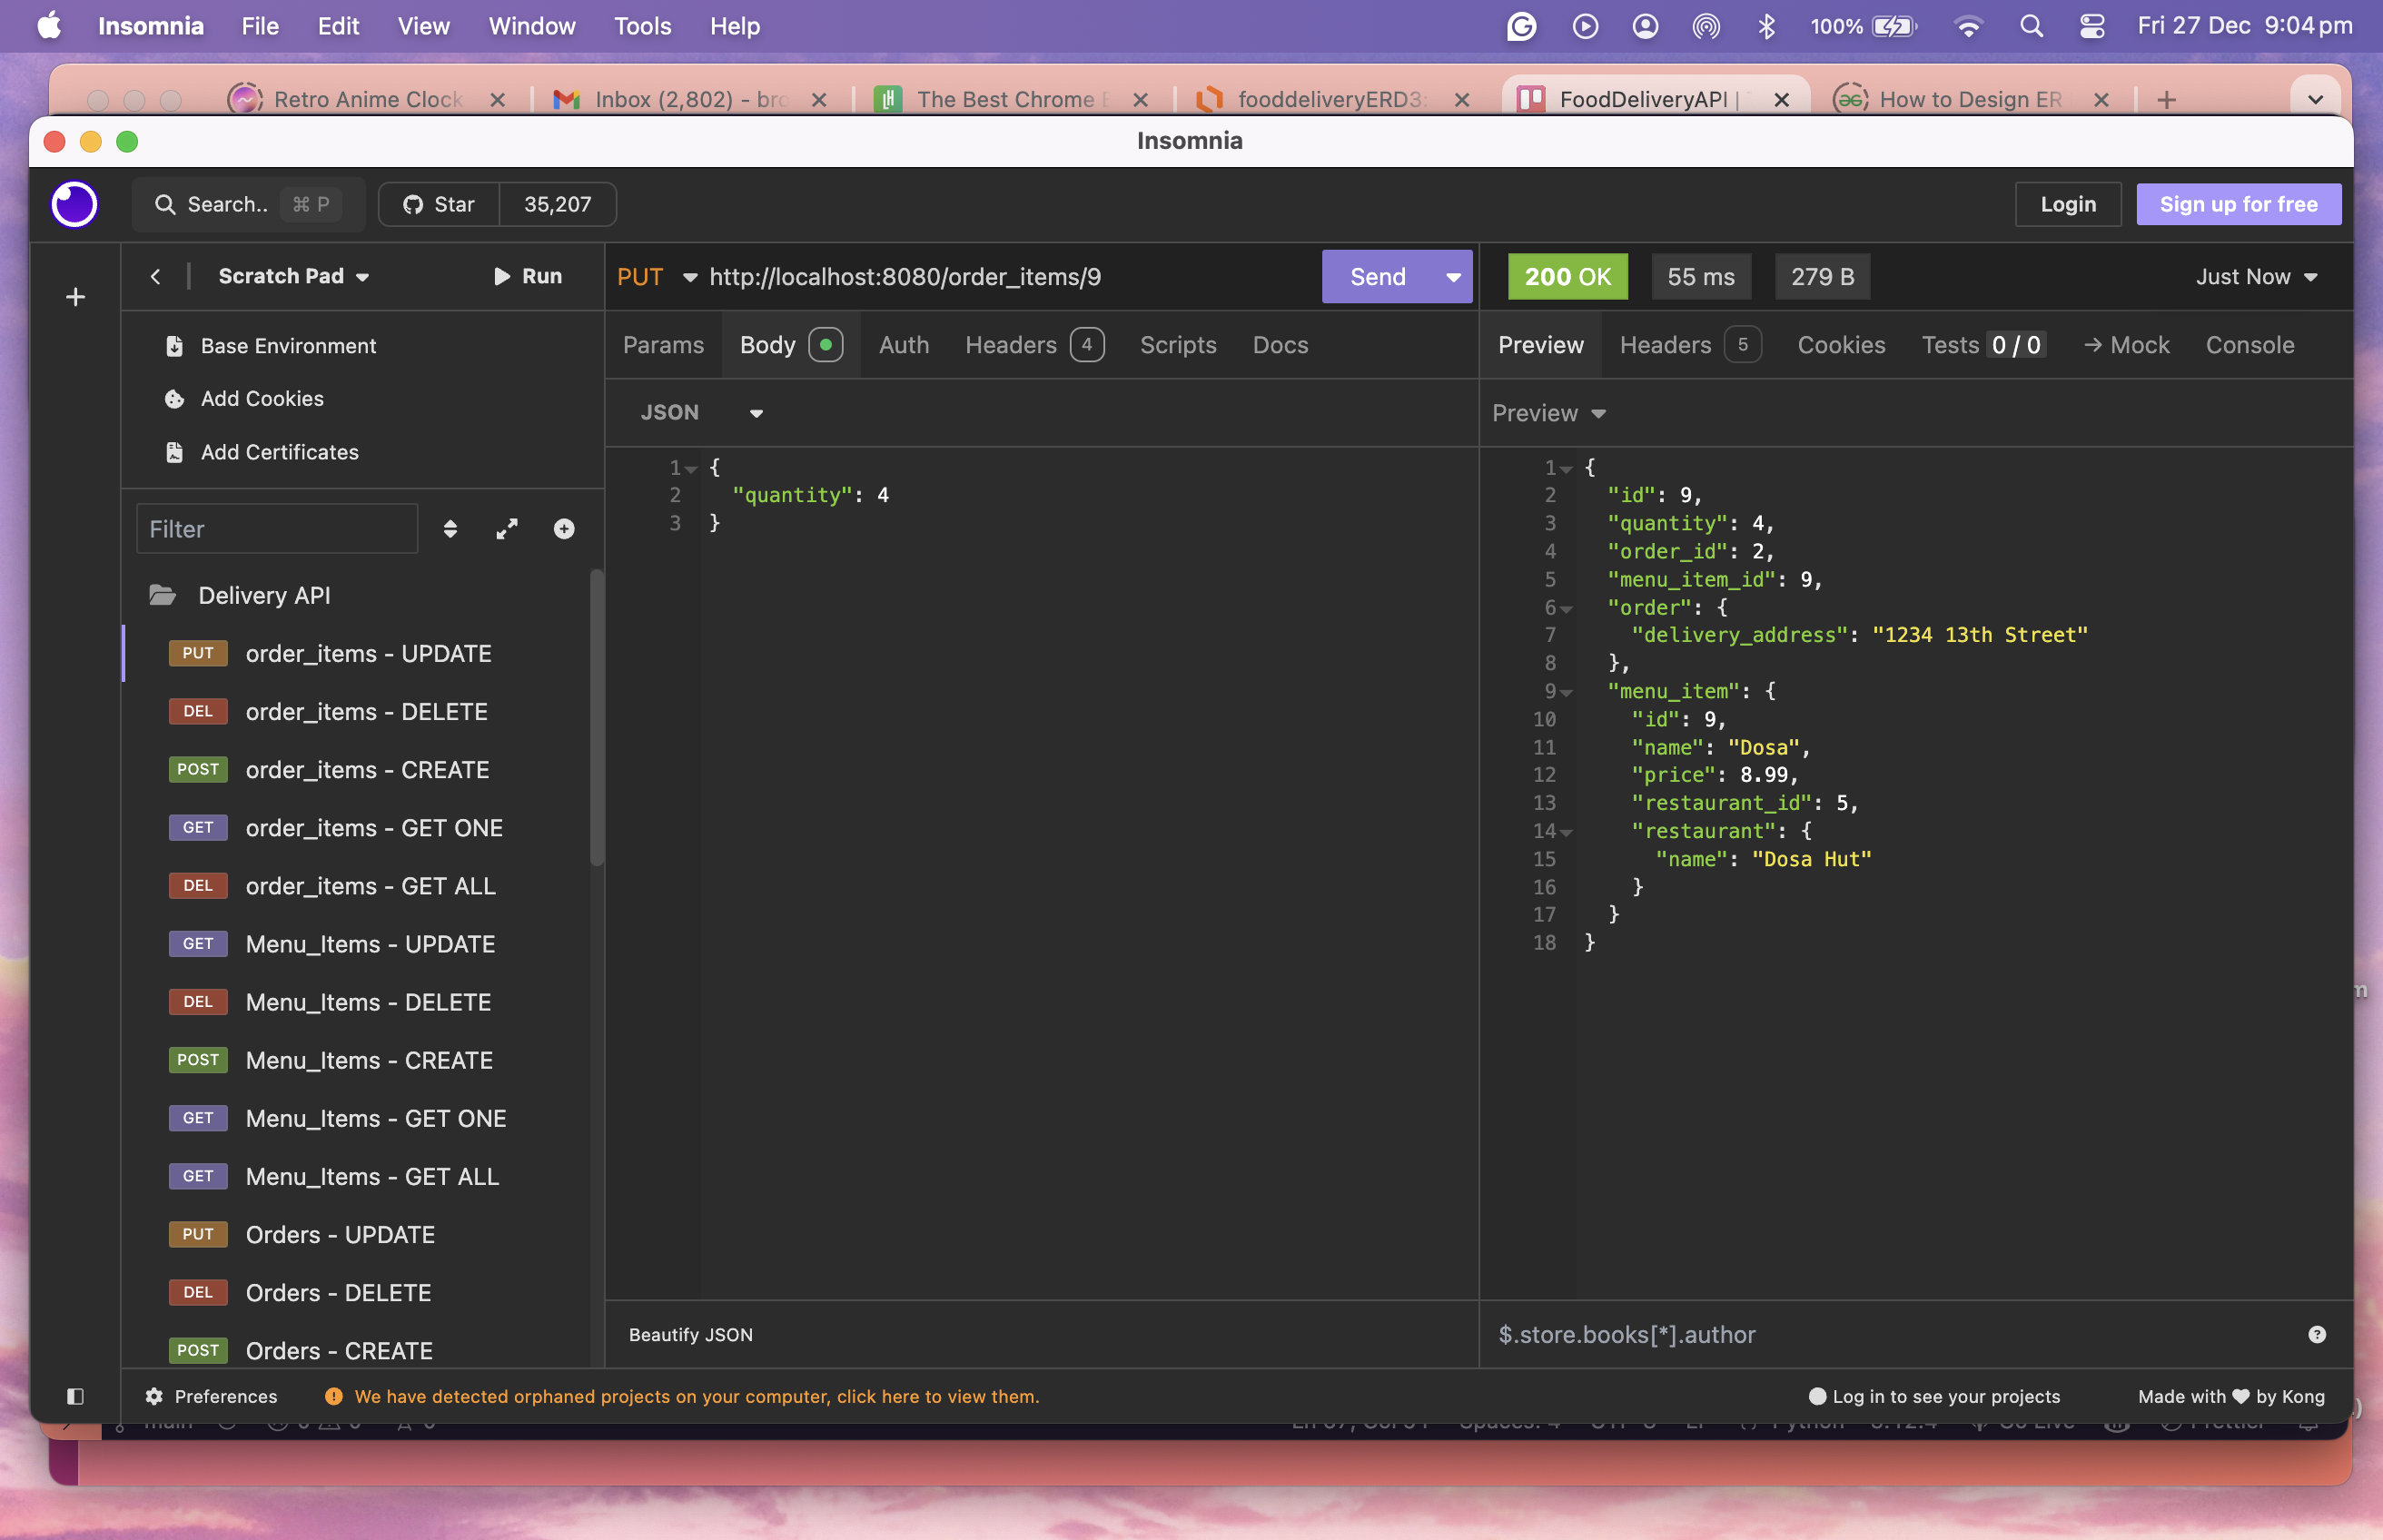 Insomnia File Edit View Window Tools Help 100% Fri 27 Dec 9:04 pm
Retro Anime Clock Inbox (2,802) - bro The Best Chrome E fooddeliveryERD3: FoodDeliveryAPI | How to Design ER
Insomnia
Search.. ⌘ P Star 35,207 Login Sign up for free
Scratch Pad Run PUT http://localhost:8080/order_items/9 Send 200 OK 55 ms 279 B Just Now
Base Environment
Add Cookies
Add Certificates
Params Body Auth Headers 4 Scripts Docs Preview Headers 5 Cookies Tests 0 / 0 → Mock Console
JSON Preview
Filter
Delivery API
PUT order_items - UPDATE
DEL order_items - DELETE
POST order_items - CREATE
GET order_items - GET ONE
DEL order_items - GET ALL
GET Menu_Items - UPDATE
DEL Menu_Items - DELETE
POST Menu_Items - CREATE
GET Menu_Items - GET ONE
GET Menu_Items - GET ALL
PUT Orders - UPDATE
DEL Orders - DELETE
POST Orders - CREATE
1 {
2 "quantity": 4
3 }
1 {
2 "id": 9,
3 "quantity": 4,
4 "order_id": 2,
5 "menu_item_id": 9,
6 "order": {
7 "delivery_address": "1234 13th Street"
8 },
9 "menu_item": {
10 "id": 9,
11 "name": "Dosa",
12 "price": 8.99,
13 "restaurant_id": 5,
14 "restaurant": {
15 "name": "Dosa Hut"
16 }
17 }
18 }
Beautify JSON $.store.books[*].author
Preferences We have detected orphaned projects on your computer, click here to view them. Log in to see your projects Made with ♥ by Kong